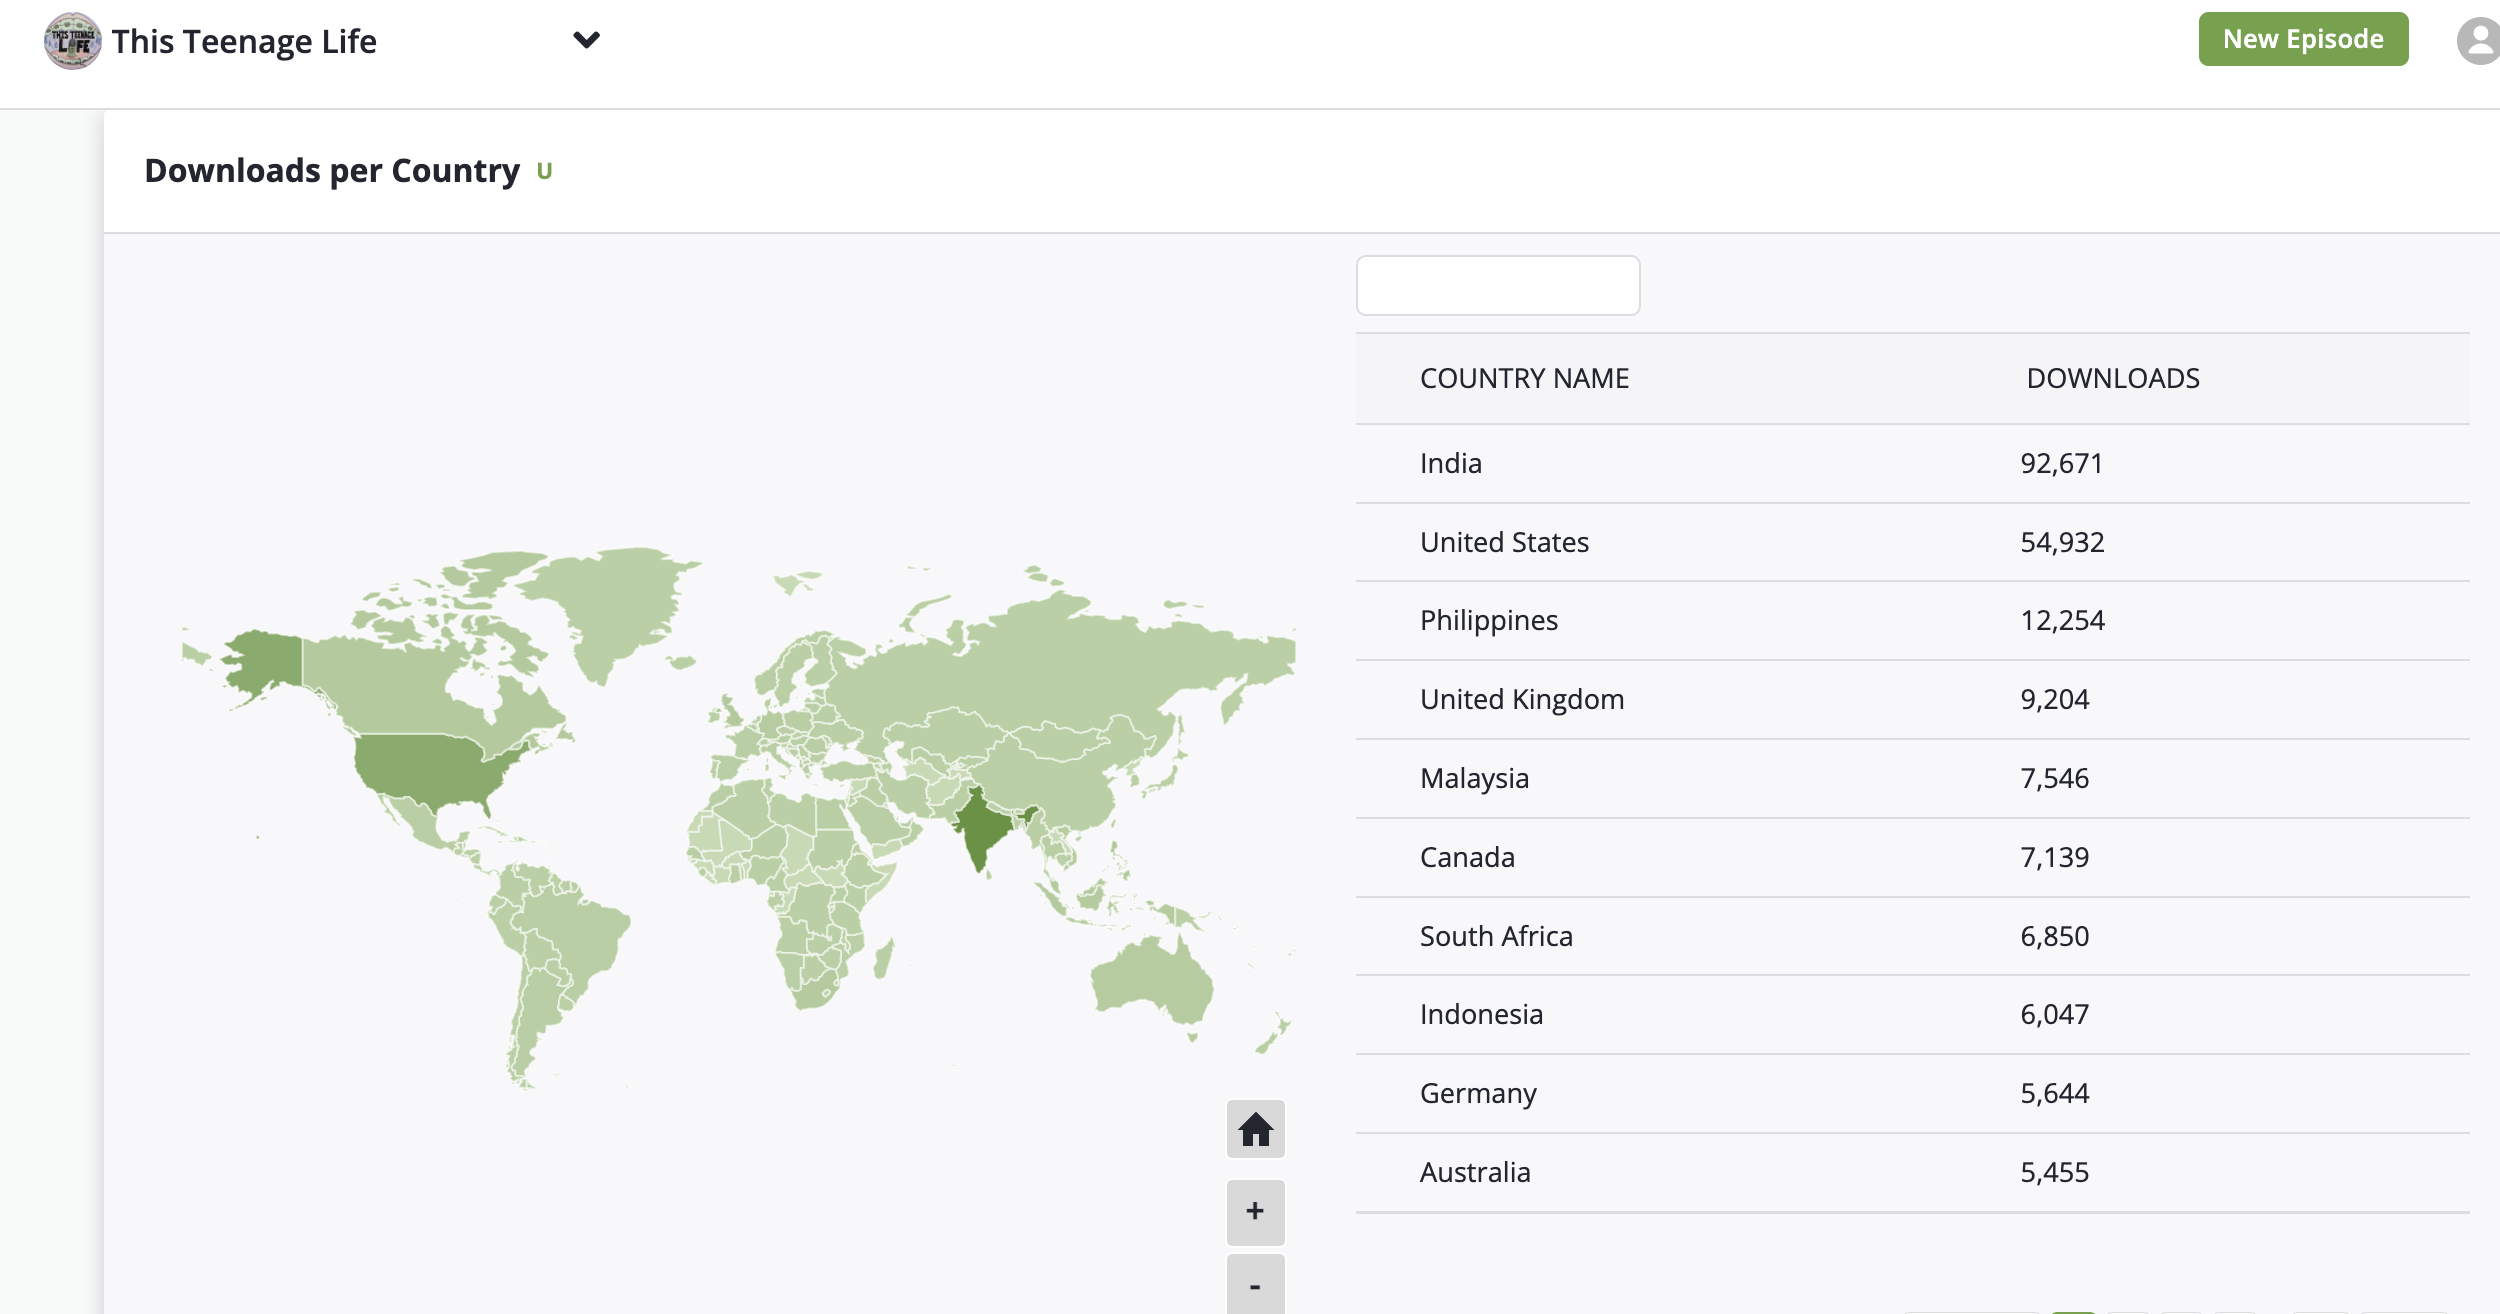 This Teenage Life
New Episode
Downloads per Country U
COUNTRY NAME DOWNLOADS
India 92,671
United States 54,932
Philippines 12,254
United Kingdom 9,204
Malaysia 7,546
Canada 7,139
South Africa 6,850
Indonesia 6,047
Germany 5,644
Australia 5,455
+
-